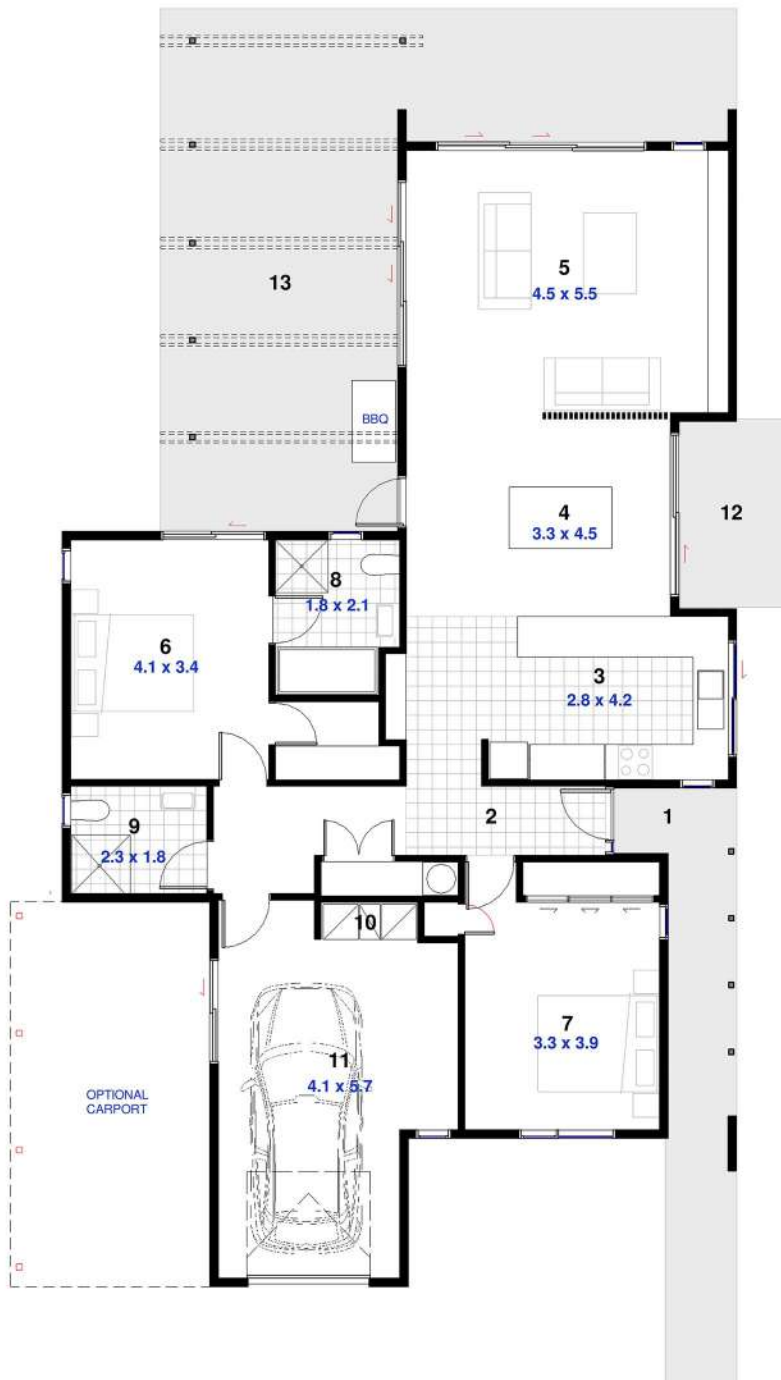 13
5
4.5 x 5.5
BBQ
4
3.3 x 4.5
12
8
1.8 x 2.1
6
4.1 x 3.4
3
2.8 x 4.2
9
2.3 x 1.8
2
1
10
7
3.3 x 3.9
11
4.1 x 5.7
OPTIONAL
CARPORT